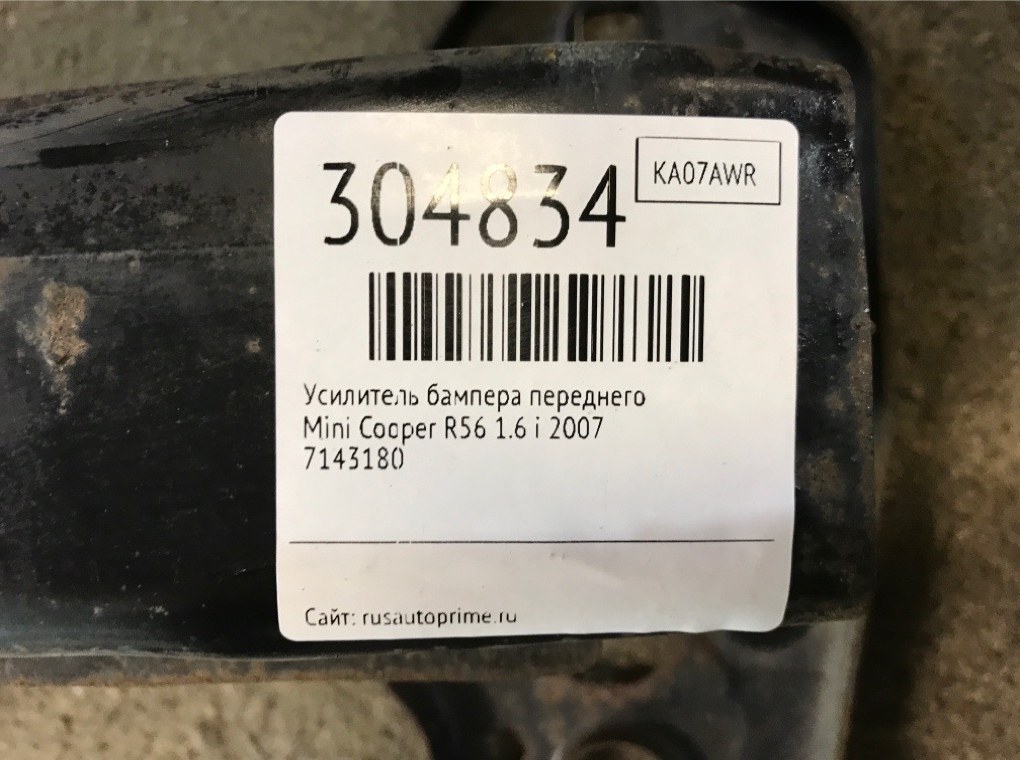 304834
KA07AWR
Усилитель бампера переднего
Mini Cooper R56 1.6 i 2007
7143180
Сайт: rusautoprime.ru